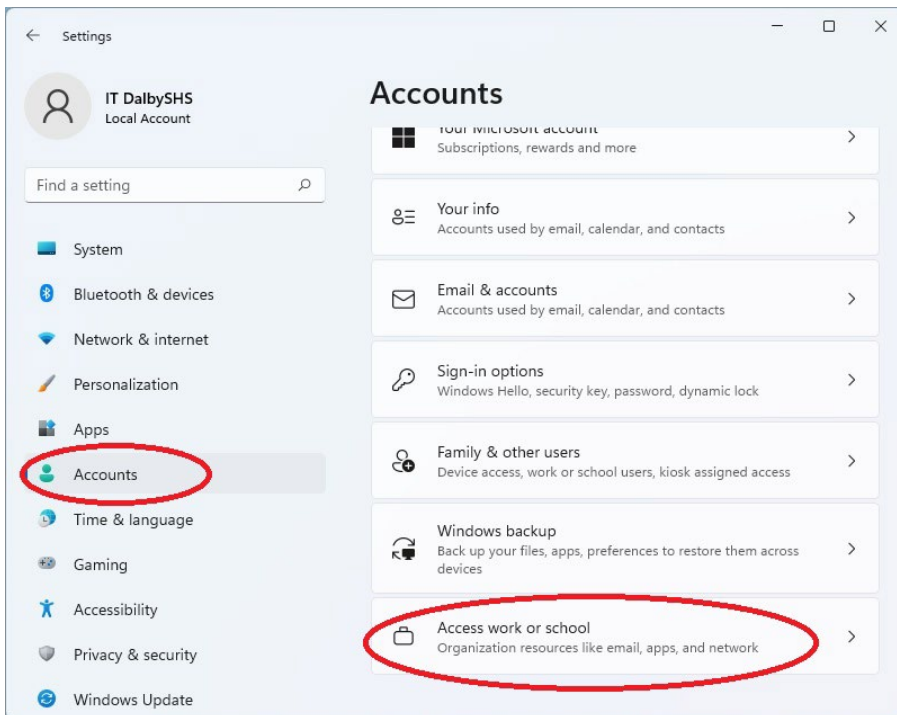 Settings
IT DalbySHS
Local Account
Find a setting
System
Bluetooth & devices
Network & internet
Personalization
Apps
Accounts
Time & language
Gaming
Accessibility
Privacy & security
Windows Update
Accounts
Your Microsoft account
Subscriptions, rewards and more
Your info
Accounts used by email, calendar, and contacts
Email & accounts
Accounts used by email, calendar, and contacts
Sign-in options
Windows Hello, security key, password, dynamic lock
Family & other users
Device access, work or school users, kiosk assigned access
Windows backup
Back up your files, apps, preferences to restore them across
devices
Access work or school
Organization resources like email, apps, and network